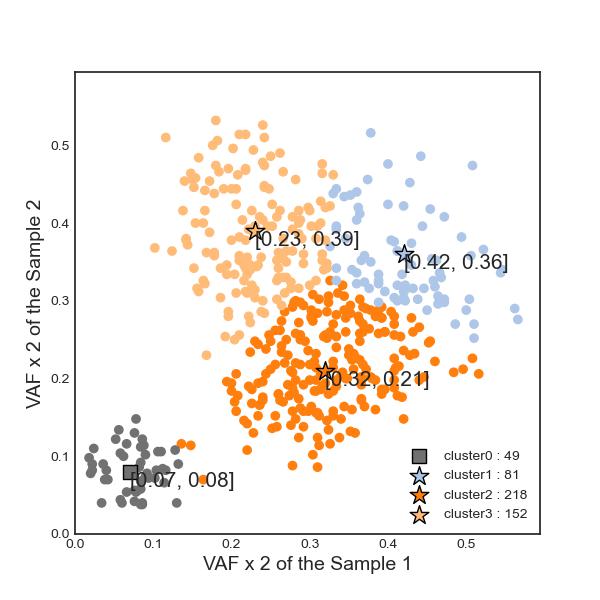 VAF x 2 of the Sample 2
0.5
0.4
0.3
0.2
0.1
0.0
[0.23, 0.39]
[0.42, 0.36]
[0.32, 0.21]
[0.07, 0.08]
cluster0 : 49
cluster1 : 81
cluster2 : 218
cluster3 : 152
0.0 0.1 0.2 0.3 0.4 0.5
VAF x 2 of the Sample 1